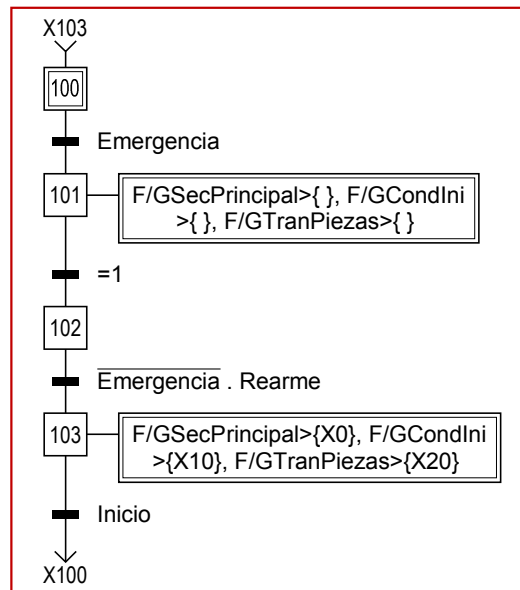 X103
100
Emergencia
101
F/GSecPrincipal>{ }, F/GCondIni
>{ }, F/GTranPiezas>{ }
=1
102
Emergencia . Rearme
103
F/GSecPrincipal>{X0}, F/GCondIni
>{X10}, F/GTranPiezas>{X20}
Inicio
X100